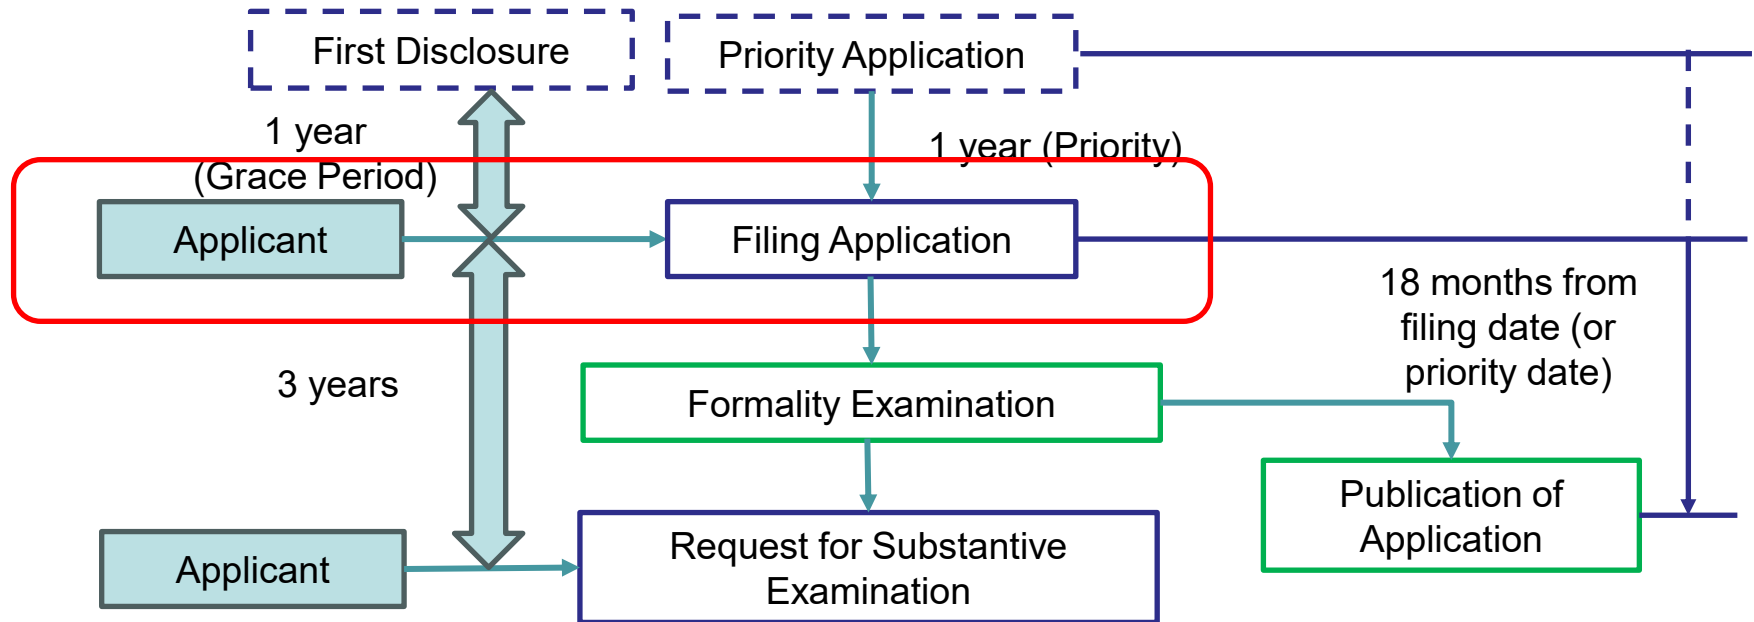 First Disclosure
Priority Application
1 year
(Grace Period)
1 year (Priority)
Applicant
Filing Application
18 months from
filing date (or
priority date)
3 years
Formality Examination
Publication of
Application
Applicant
Request for Substantive
Examination